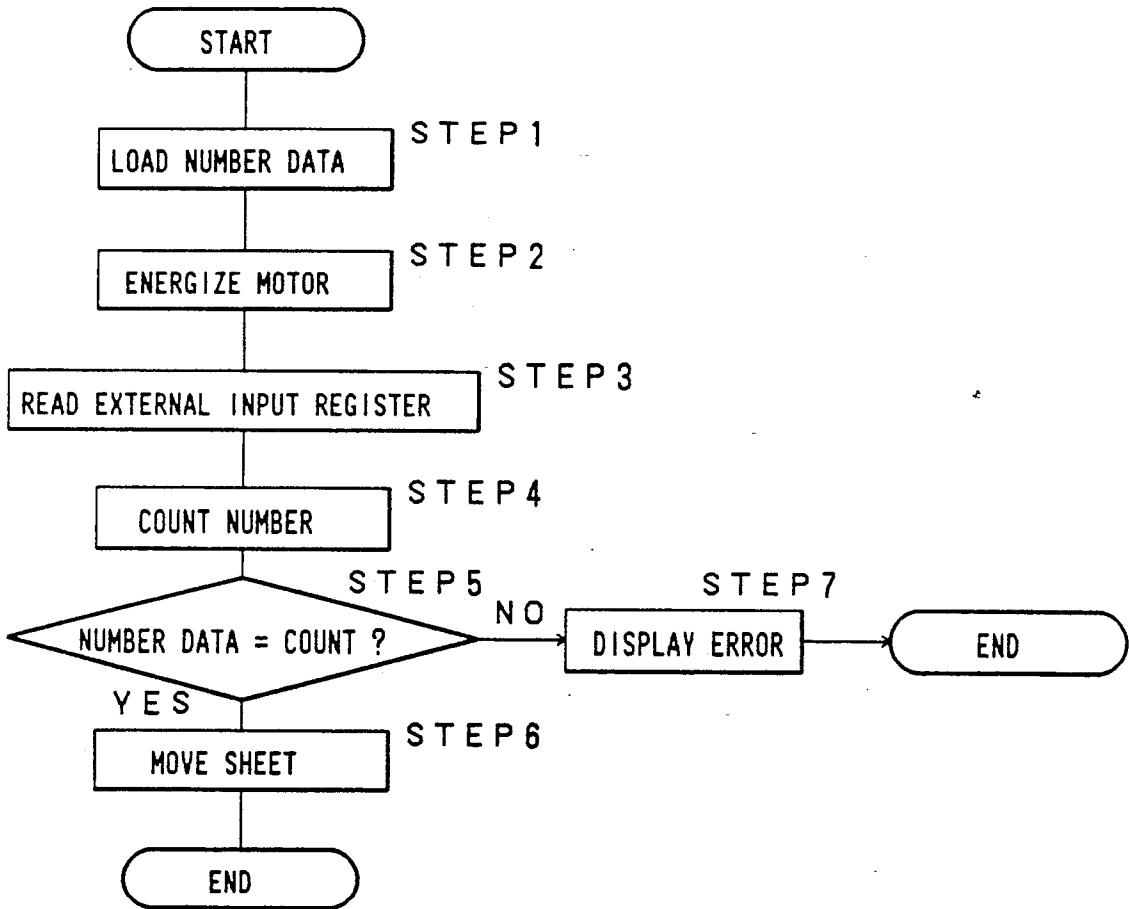 START
STEP1
LOAD NUMBER DATA
STEP2
ENERGIZE MOTOR
STEP3
READ EXTERNAL INPUT REGISTER
STEP4
COUNT NUMBER
STEP5
NUMBER DATA = COUNT ?
NO
STEP7
DISPLAY ERROR
END
YES
STEP6
MOVE SHEET
END